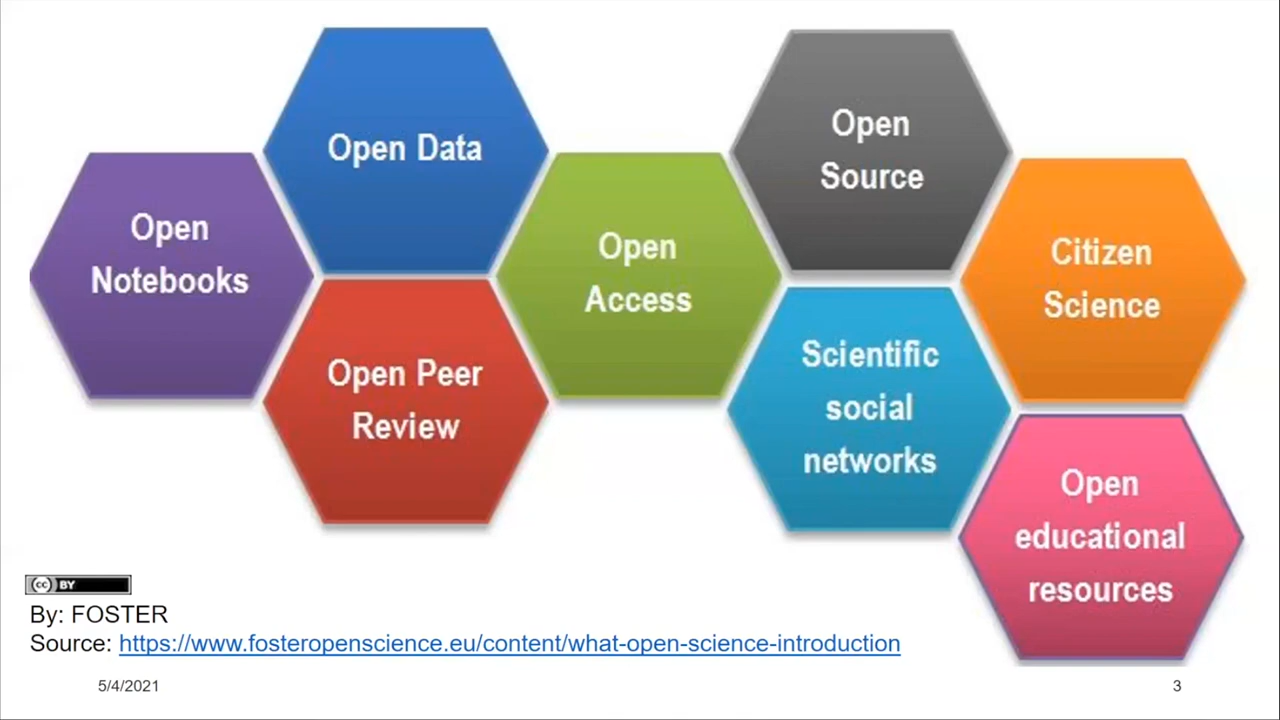 Open Data
Open
Source
Open
Notebooks
Open
Access
Citizen
Science
Open Peer
Review
Scientific
social
networks
Open
educational
resources
cc BY
By: FOSTER
Source: https://www.fosteropenscience.eu/content/what-open-science-introduction
5/4/2021
3